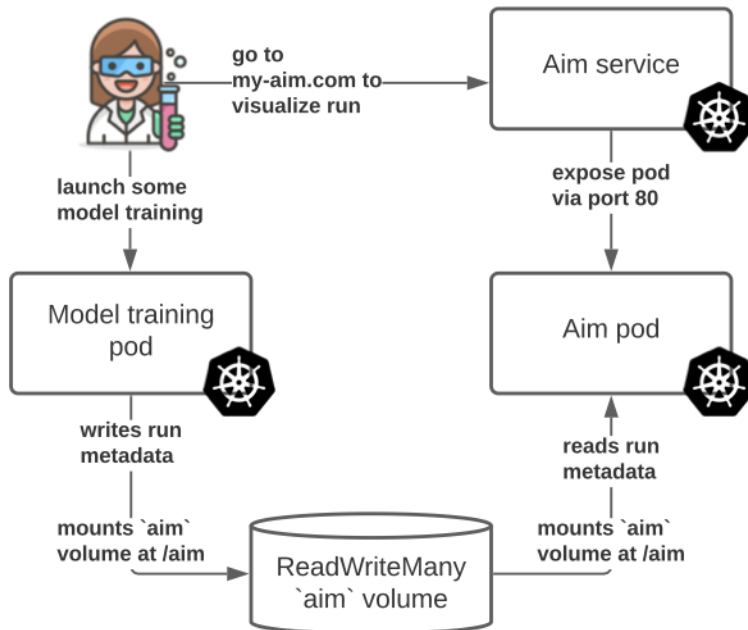 go to
my-aim.com to
visualize run
Aim service
launch some
model training
expose pod
via port 80
Model training
pod
Aim pod
writes run
metadata
reads run
metadata
mounts `aim`
volume at /aim
ReadWriteMany
`aim` volume
mounts `aim`
volume at /aim